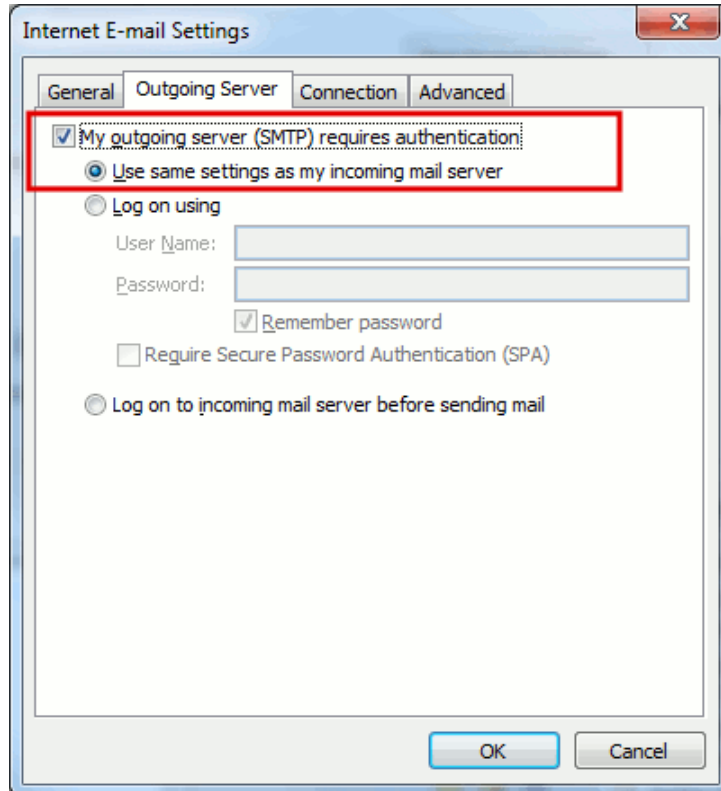 Internet E-mail Settings
General Outgoing Server Connection Advanced
My outgoing server (SMTP) requires authentication
Use same settings as my incoming mail server
Log on using
User Name:
Password:
Remember password
Require Secure Password Authentication (SPA)
Log on to incoming mail server before sending mail
OK Cancel